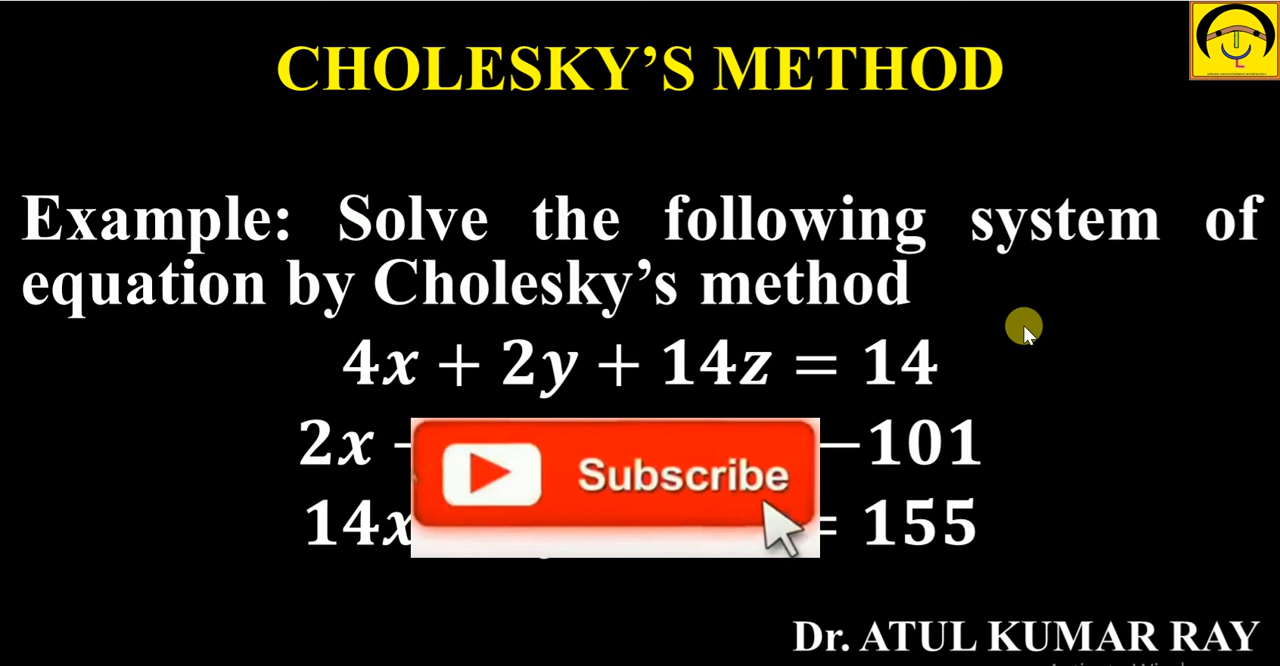 CHOLESKY’S METHOD
Example: Solve the following system of
equation by Cholesky’s method
4x + 2y + 14z = 14
2x − −101
Subscribe
14x = 155
Dr. ATUL KUMAR RAY